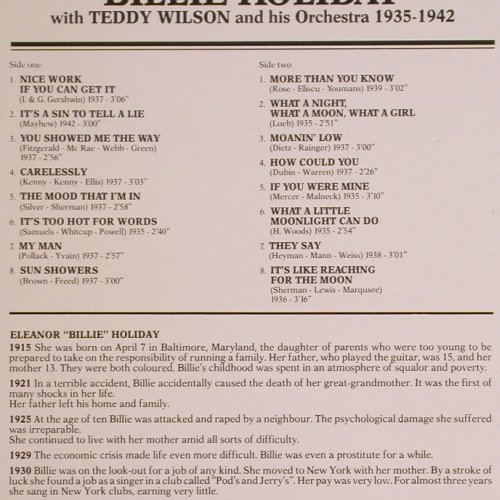 BILLIE HOLIDAY
with TEDDY WILSON and his Orchestra 1935-1942
Side one
1. NICE WORK
IF YOU CAN GET IT
(I. & G. Gershwin) 1937 - 3'06"
2. IT'S A SIN TO TELL A LIE
(Mayhew) 1942 - 3'00"
3. YOU SHOWED ME THE WAY
(Fitzgerald - Mc Rae - Webb - Green)
1937 - 2'56"
4. CARELESSLY
(Kenny - Kenny - Ellis) 1937 - 3'03"
5. THE MOOD THAT I'M IN
(Silver - Sherman) 1937 - 2'58"
6. IT'S TOO HOT FOR WORDS
(Samuels - Whitcup - Powell) 1935 - 2'40"
7. MY MAN
(Pollack - Yvain) 1937 - 2'57"
8. SUN SHOWERS
(Brown - Freed) 1937 - 3'00"
Side two
1. MORE THAN YOU KNOW
(Rose - Eliscu - Youmans) 1939 - 3'02"
2. WHAT A NIGHT,
WHAT A MOON, WHAT A GIRL
(Loeb) 1935 - 2'51"
3. MOANIN' LOW
(Dietz - Rainger) 1937 - 3'00"
4. HOW COULD YOU
(Dubin - Warren) 1937 - 2'26"
5. IF YOU WERE MINE
(Mercer - Malneck) 1935 - 3'10"
6. WHAT A LITTLE
MOONLIGHT CAN DO
(H. Woods) 1935 - 2'54"
7. THEY SAY
(Heyman - Mann - Weiss) 1938 - 3'01"
8. IT'S LIKE REACHING
FOR THE MOON
(Sherman - Lewis - Marqusee)
1936 - 3'16"
ELEANOR "BILLIE" HOLIDAY
1915 She was born on April 7 in Baltimore, Maryland, the daughter of parents who were too young to be
prepared to take on the responsibility of running a family. Her father, who played the guitar, was 15, and her
mother 13. They were both coloured. Billie's childhood was spent in an atmosphere of squalor and poverty.
1921 In a terrible accident, Billie accidentally caused the death of her great-grandmother. It was the first of
many shocks in her life.
Her father left his home and family.
1925 At the age of ten Billie was attacked and raped by a neighbour. The psychological damage she suffered
was irreparable.
She continued to live with her mother amid all sorts of difficulty.
1929 The economic crisis made life even more difficult. Billie was even a prostitute for a while.
1930 Billie was on the look-out for a job of any kind. She moved to New York with her mother. By a stroke of
luck she found a job as a singer in a club called "Pod's and Jerry's". Her pay was very low. For almost three years
she sang in New York clubs, earning very little.